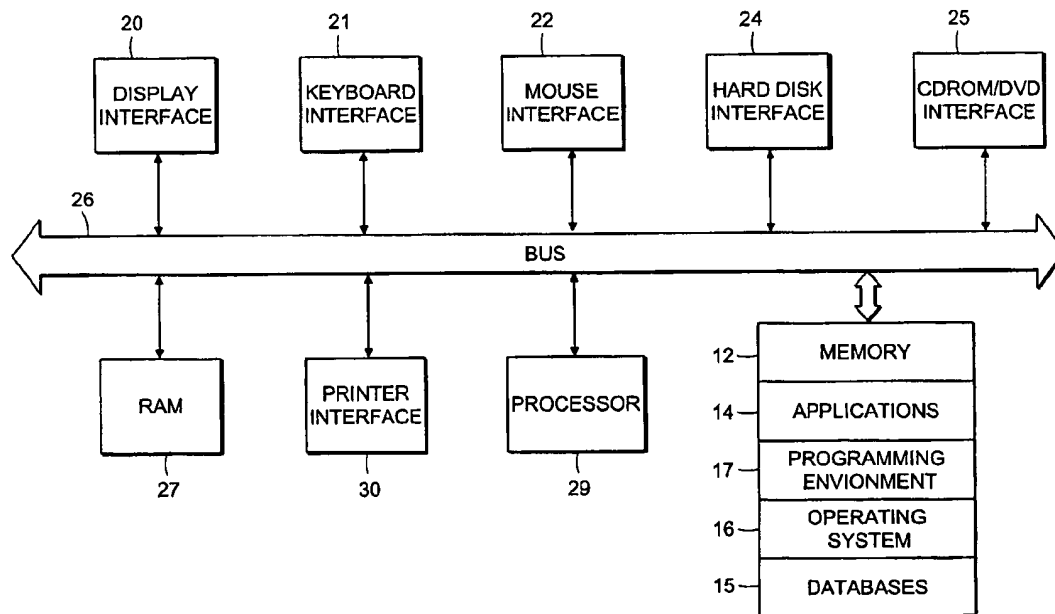 20
21
22
24
25
DISPLAY
INTERFACE
KEYBOARD
INTERFACE
MOUSE
INTERFACE
HARD DISK
INTERFACE
CDROM/DVD
INTERFACE
26
BUS
RAM
27
PRINTER
INTERFACE
30
PROCESSOR
29
12
MEMORY
14
APPLICATIONS
17
PROGRAMMING
ENVIONMENT
16
OPERATING
SYSTEM
15
DATABASES